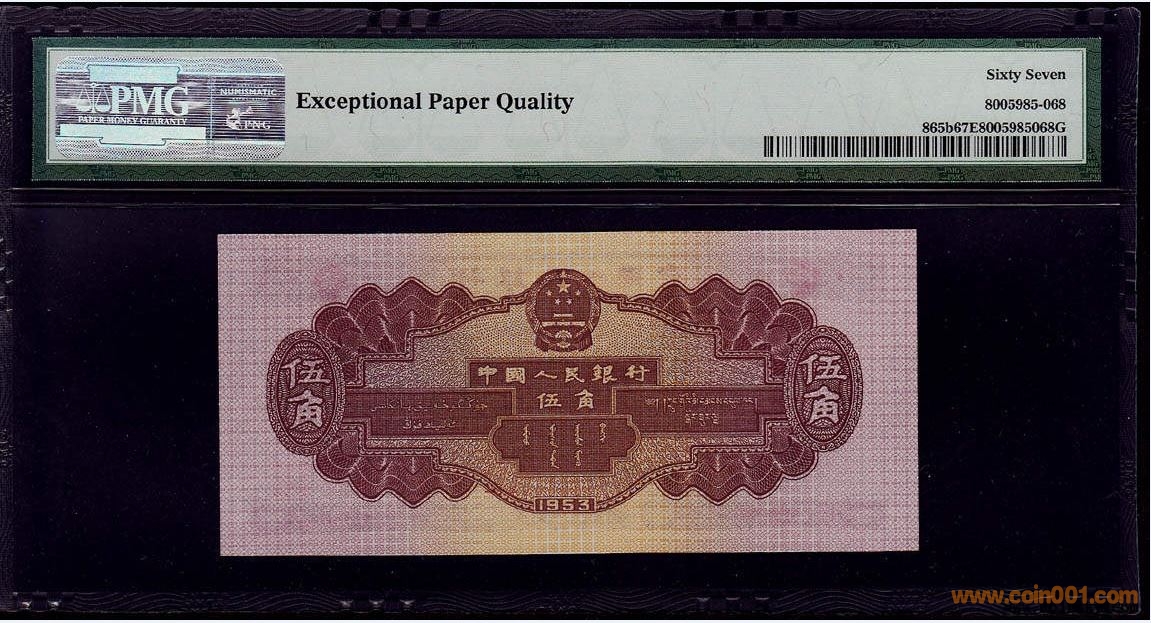 PMG
PAPER MONEY GUARANTY
NUMISMATIC
PNG
Exceptional Paper Quality
Sixty Seven
8005985-068
865b67E8005985068G
中國人民銀行
伍角
伍角
伍角
1953
www.coin001.com